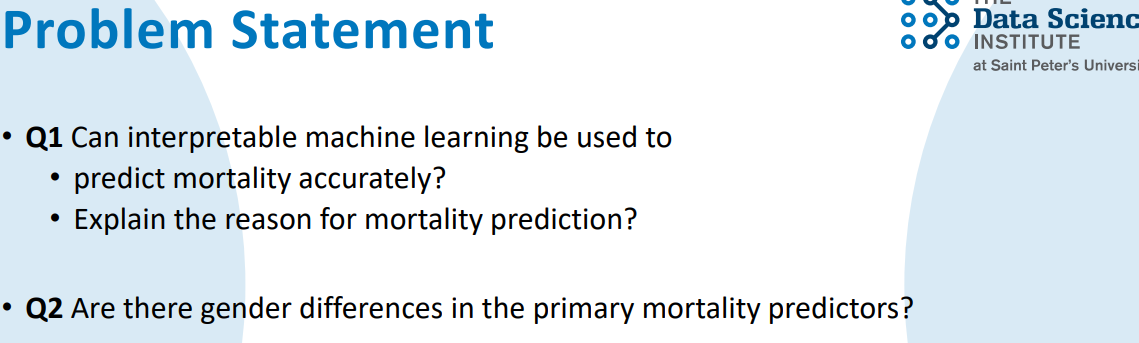 Problem Statement
Data Scienc
INSTITUTE
at Saint Peter's Universi
• Q1 Can interpretable machine learning be used to
• predict mortality accurately?
• Explain the reason for mortality prediction?
• Q2 Are there gender differences in the primary mortality predictors?